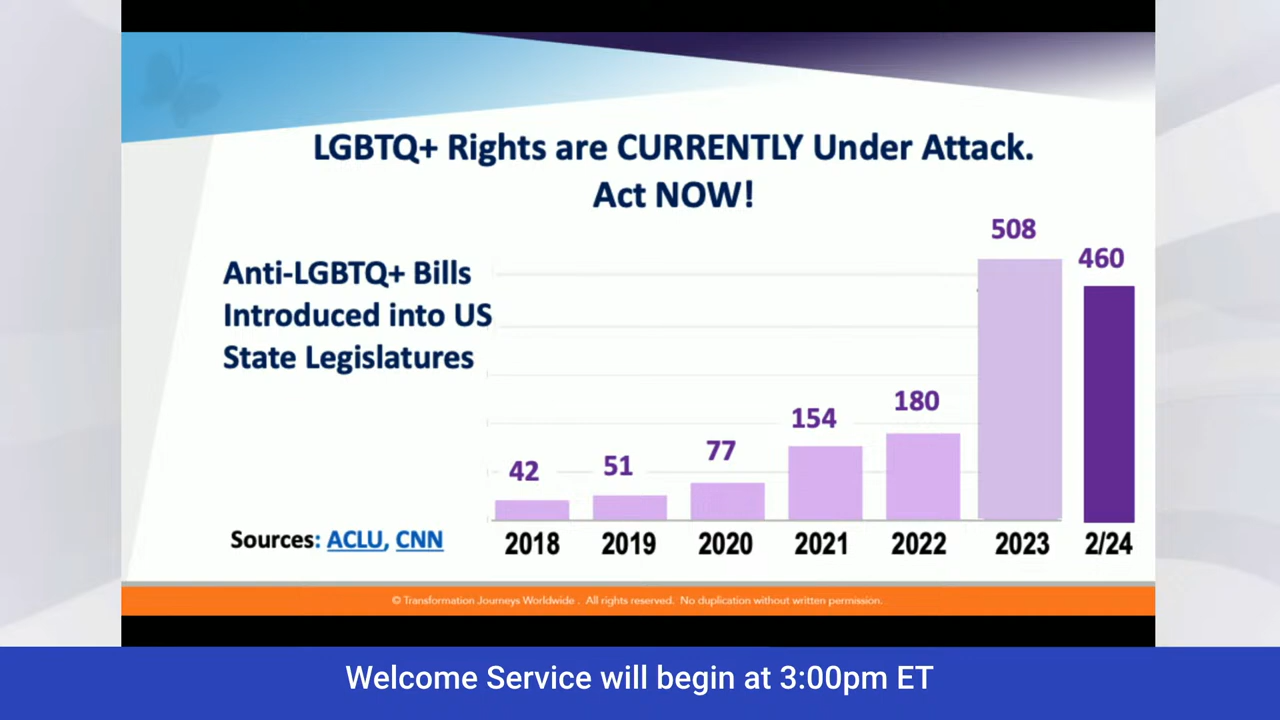 LGBTQ+ Rights are CURRENTLY Under Attack.
Act NOW!
Anti-LGBTQ+ Bills
Introduced into US
State Legislatures
508
460
180
154
77
51
42
Sources: ACLU, CNN
2018 2019 2020 2021 2022 2023 2/24
© Transformation Journeys Worldwide . All rights reserved. No duplication without written permission.
Welcome Service will begin at 3:00pm ET